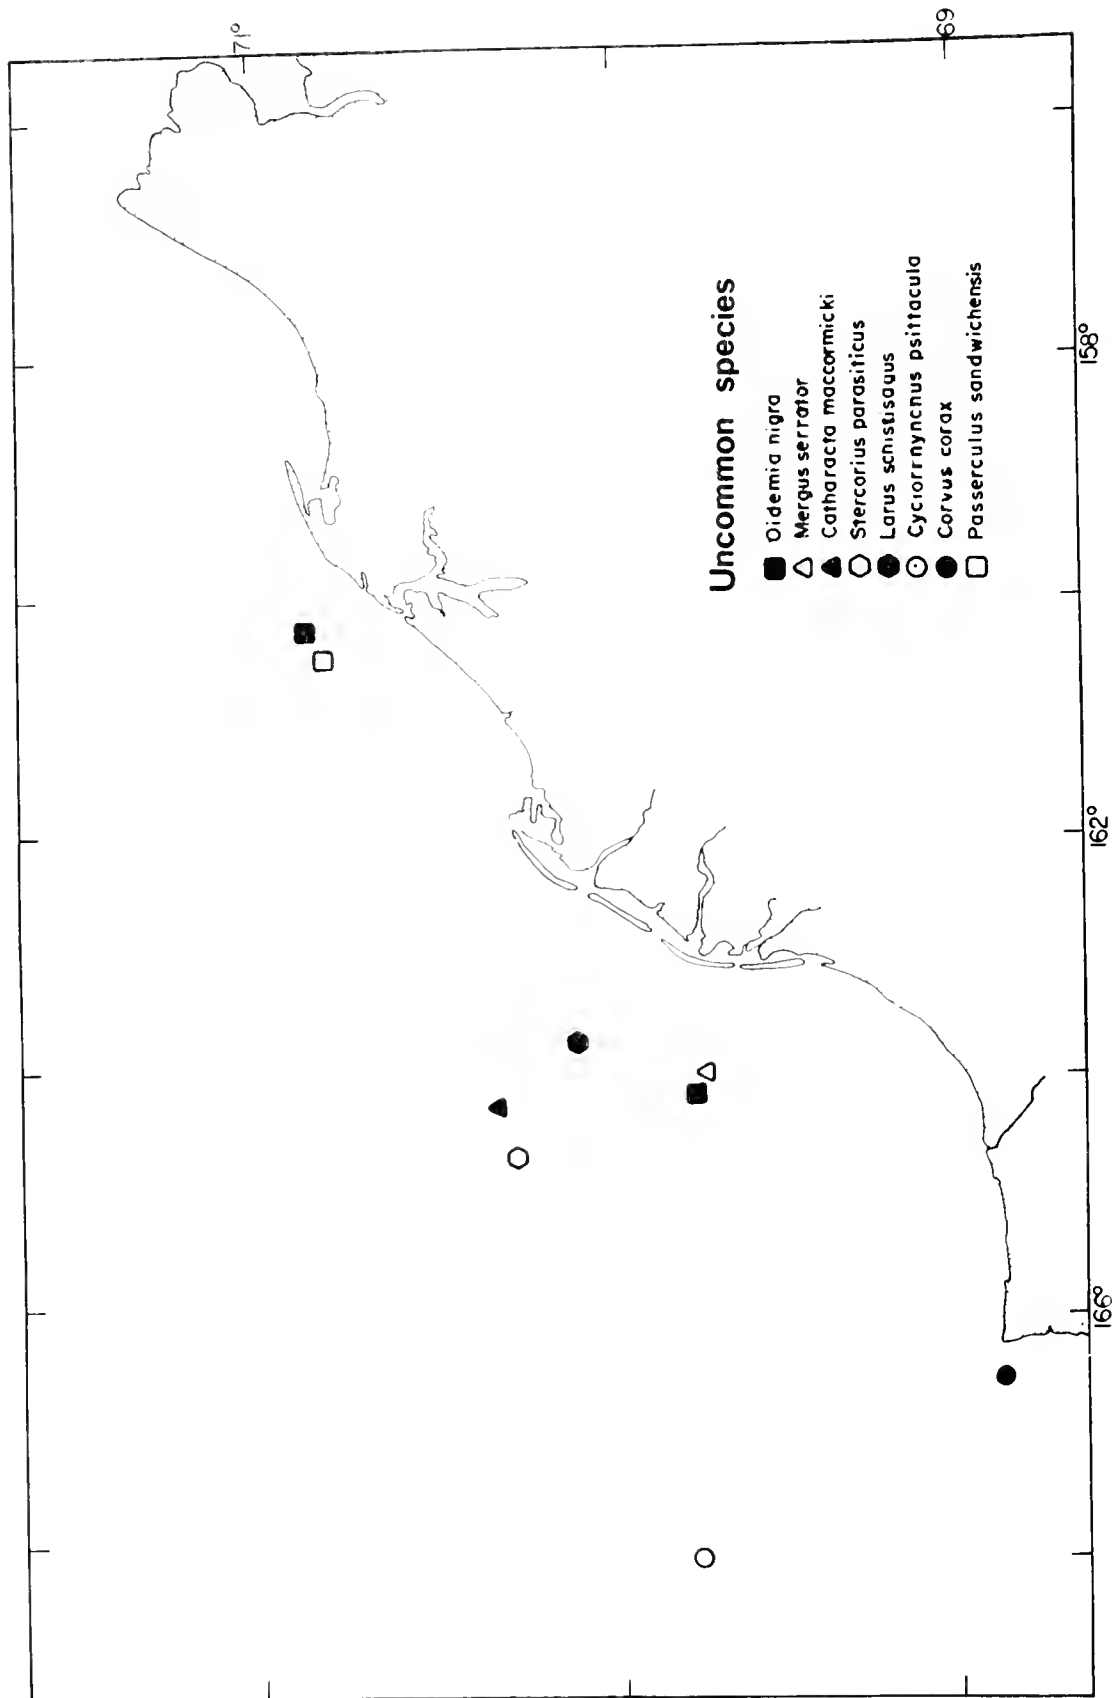 Uncommon species
Oidemia nigra
Mergus serrator
Catharacta maccormicki
Stercorius parasiticus
Larus schistisagus
Cyclorrnyncnus psittacula
Corvus corax
Passerculus sandwichensis
71°
69
158°
162°
166°